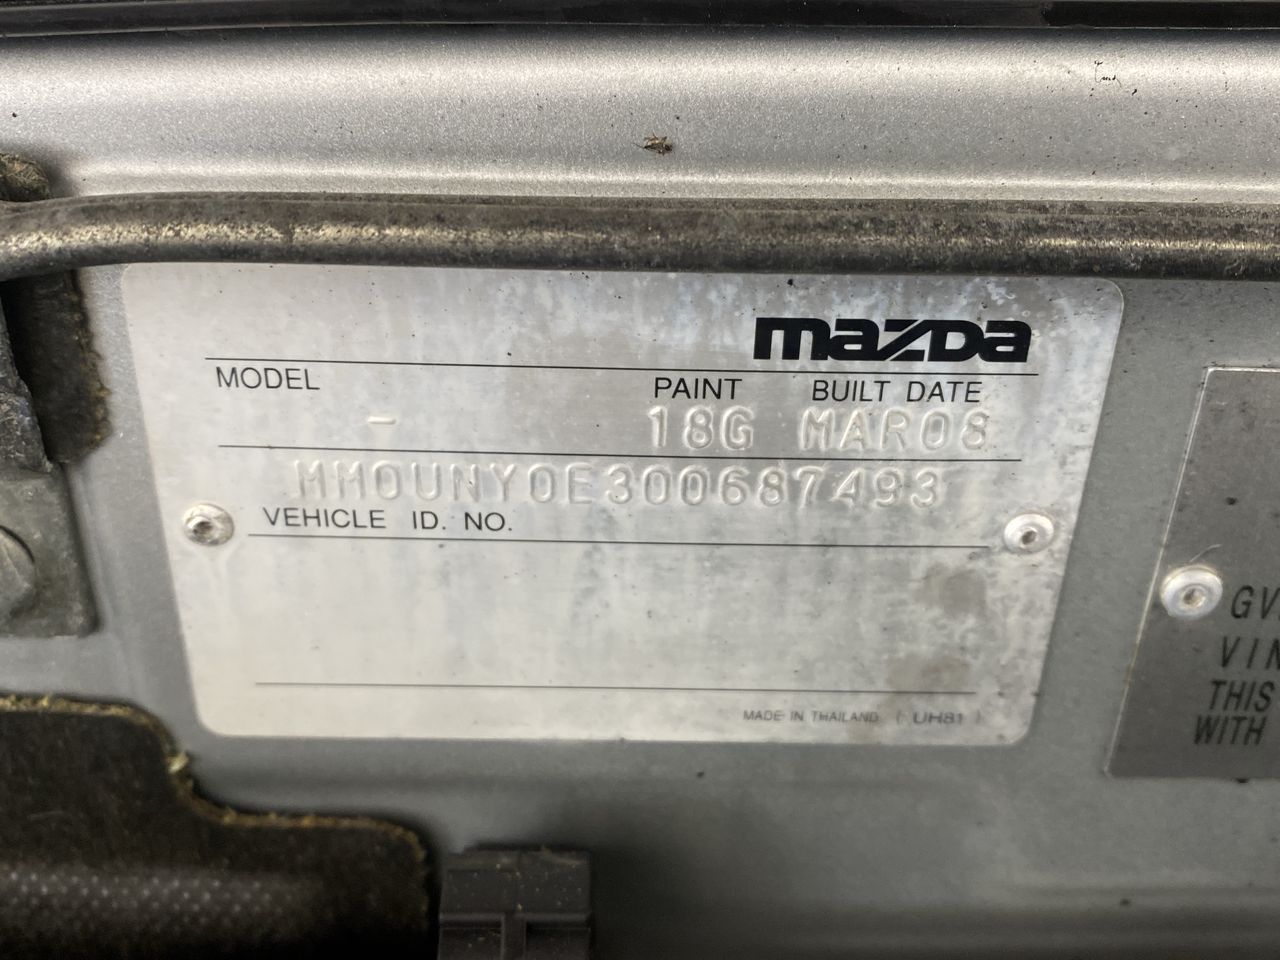 mazda
MODEL PAINT BUILT DATE
- 18G MAR08
MM0UNY0E300687493
VEHICLE ID. NO.
MADE IN THAILAND ( UH81 )
GV
VIN
THIS
WITH